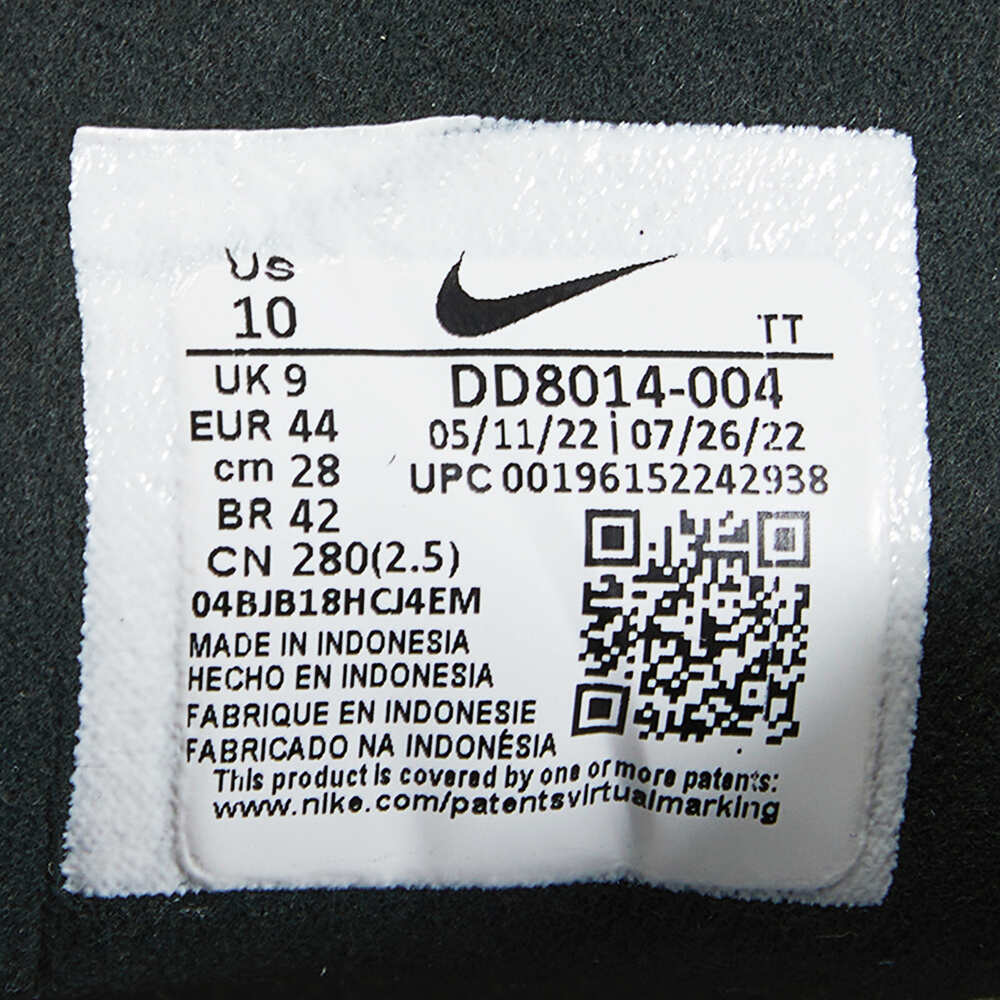 US
10
TT
UK 9
EUR 44
cm 28
BR 42
CN 280(2.5)
DD8014-004
05/11/22 | 07/26/22
UPC 00196152242938
04BJB18HCJ4EM
MADE IN INDONESIA
HECHO EN INDONESIA
FABRIQUE EN INDONESIE
FABRICADO NA INDONÉSIA
This product is covered by one or more patents:
www.nike.com/patentsvirtualmarking